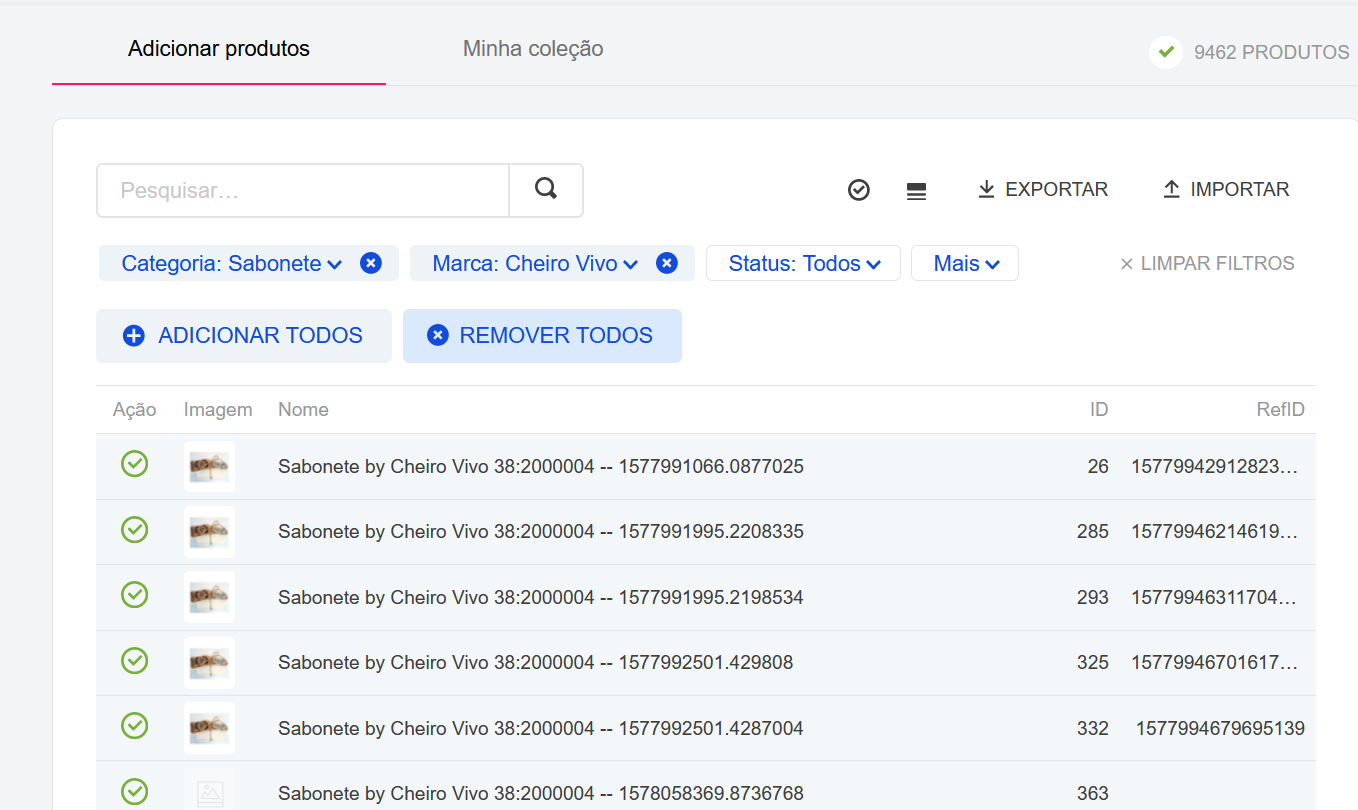 Adicionar produtos Minha coleção 9462 PRODUTOS
Pesquisar… EXPORTAR IMPORTAR
Categoria: Sabonete Marca: Cheiro Vivo Status: Todos Mais LIMPAR FILTROS
ADICIONAR TODOS REMOVER TODOS
Ação Imagem Nome ID RefID
Sabonete by Cheiro Vivo 38:2000004 -- 1577991066.0877025 26 15779942912823…
Sabonete by Cheiro Vivo 38:2000004 -- 1577991995.2208335 285 15779946214619…
Sabonete by Cheiro Vivo 38:2000004 -- 1577991995.2198534 293 15779946311704…
Sabonete by Cheiro Vivo 38:2000004 -- 1577992501.429808 325 15779946701617…
Sabonete by Cheiro Vivo 38:2000004 -- 1577992501.4287004 332 1577994679695139
Sabonete by Cheiro Vivo 38:2000004 -- 1578058369.8736768 363